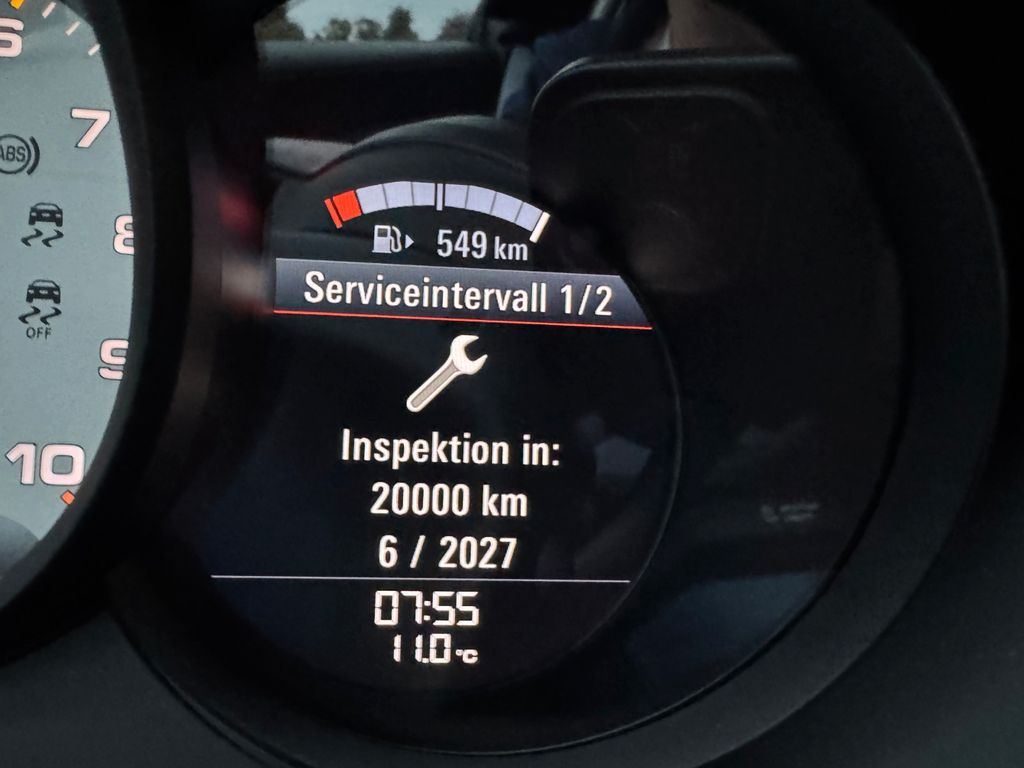 6
7
ABS
8
OFF
9
10
549 km
Serviceintervall 1/2
Inspektion in:
20000 km
6 / 2027
07:55
11.0 °C